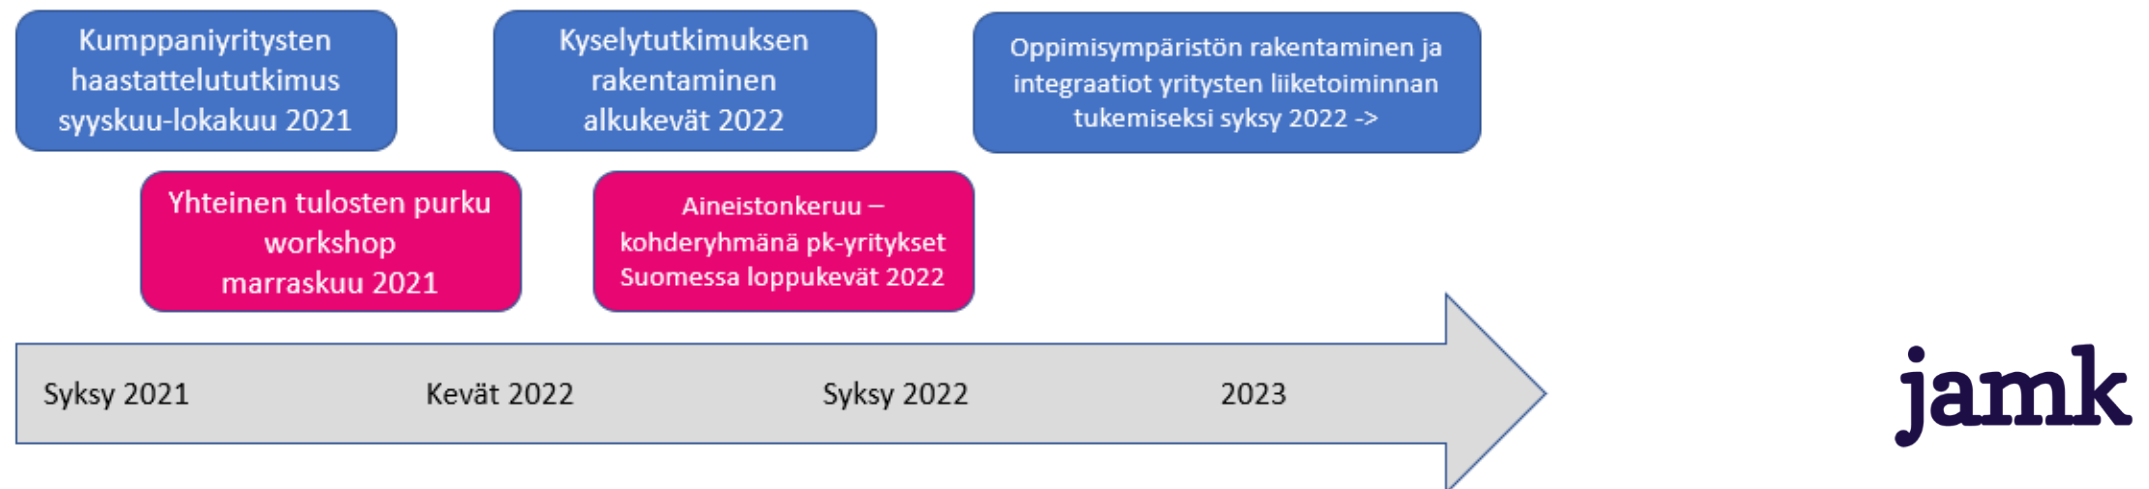 Kumppaniyritysten
haastattelututkimus
syyskuu-lokakuu 2021
Kyselytutkimuksen
rakentaminen
alkukevät 2022
Oppimisympäristön rakentaminen ja
integraatiot yritysten liiketoiminnan
tukemiseksi syksy 2022 ->
Yhteinen tulosten purku
workshop
marraskuu 2021
Aineistonkeruu –
kohderyhmänä pk-yritykset
Suomessa loppukevät 2022
Syksy 2021
Kevät 2022
Syksy 2022
2023
jamk